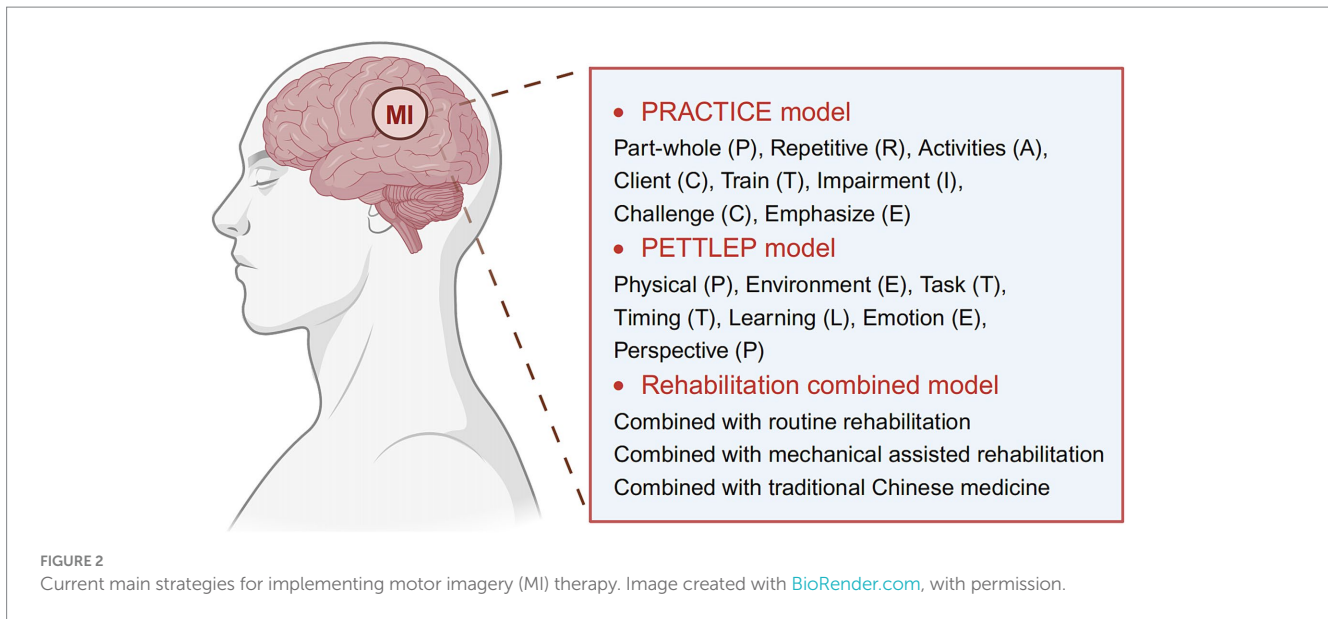 MI
• PRACTICE model
Part-whole (P), Repetitive (R), Activities (A),
Client (C), Train (T), Impairment (I),
Challenge (C), Emphasize (E)
• PETTLEP model
Physical (P), Environment (E), Task (T),
Timing (T), Learning (L), Emotion (E),
Perspective (P)
• Rehabilitation combined model
Combined with routine rehabilitation
Combined with mechanical assisted rehabilitation
Combined with traditional Chinese medicine
FIGURE 2
Current main strategies for implementing motor imagery (MI) therapy. Image created with BioRender.com, with permission.